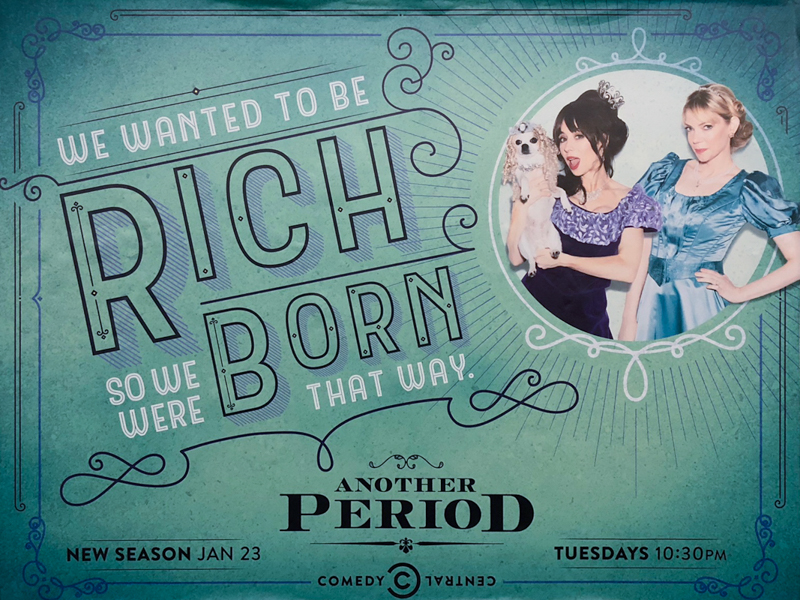 WE WANTED TO BE
RICH
SO WE
WERE
BORN
THAT WAY.
ANOTHER
PERIOD
NEW SEASON JAN 23
TUESDAYS 10:30PM
COMEDY C CENTRAL